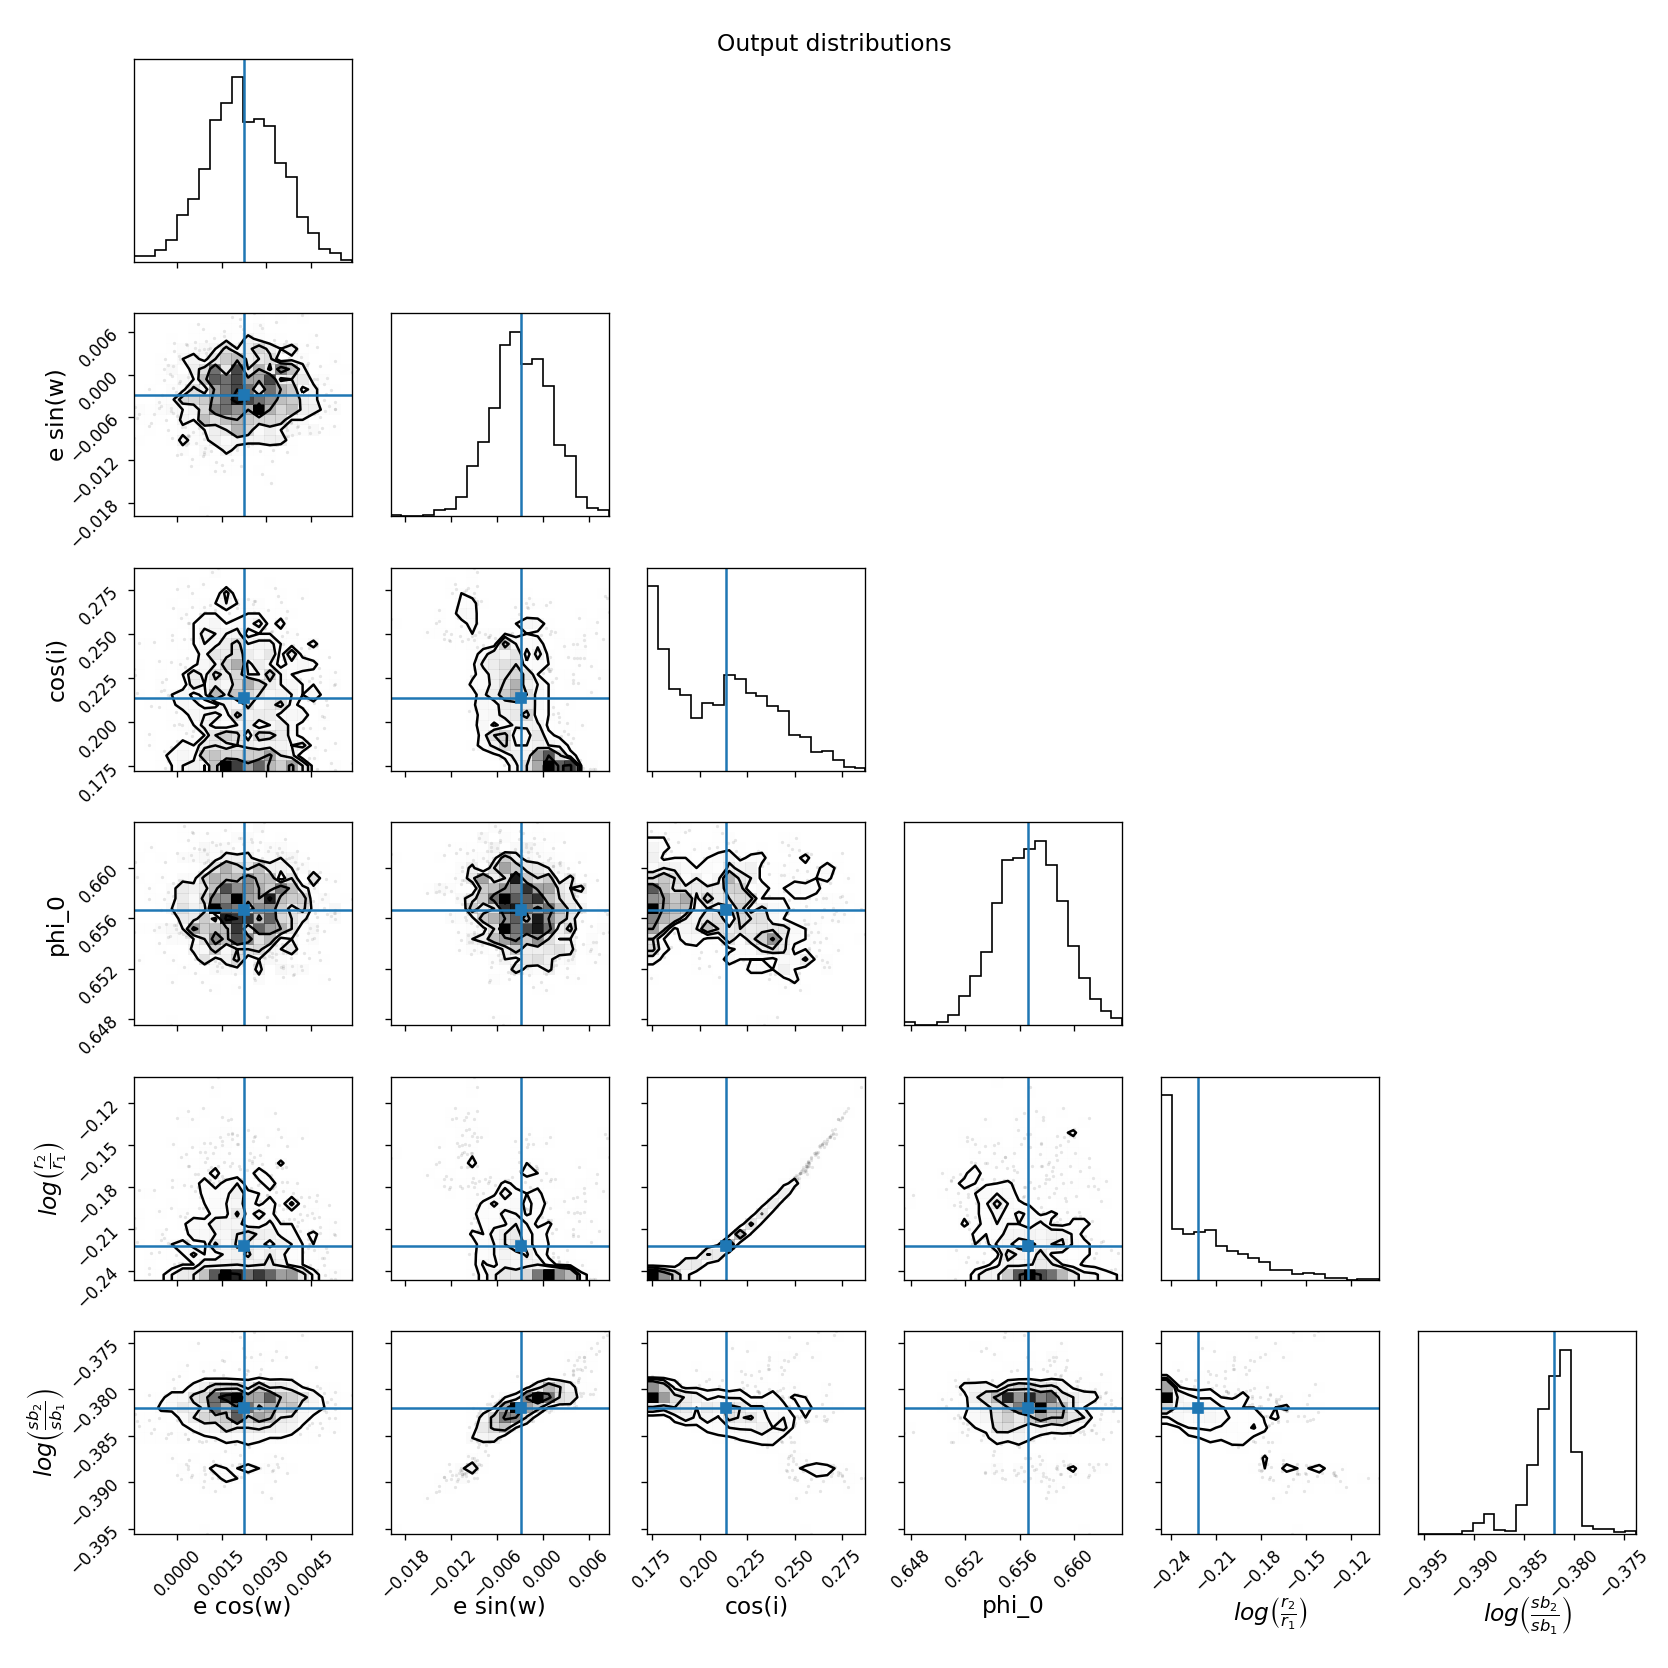 Output distributions
e sin(w)
0.006
0.000
−0.006
−0.012
−0.018
cos(i)
0.275
0.250
0.225
0.200
0.175
phi_0
0.660
0.656
0.652
0.648
log(r₂/r₁)
−0.12
−0.15
−0.18
−0.21
−0.24
log(sb₂/sb₁)
−0.375
−0.380
−0.385
−0.390
−0.395
0.0000 0.0015 0.0030 0.0045
e cos(w)
−0.018 −0.012 −0.006 0.000 0.006
e sin(w)
0.175 0.200 0.225 0.250 0.275
cos(i)
0.648 0.652 0.656 0.660
phi_0
−0.24 −0.21 −0.18 −0.15 −0.12
log(r₂/r₁)
−0.395 −0.390 −0.385 −0.380 −0.375
log(sb₂/sb₁)